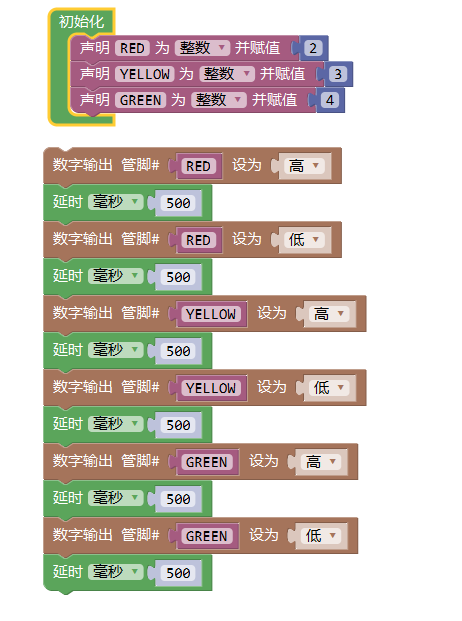 初始化
声明 RED 为 整数 并赋值 2
声明 YELLOW 为 整数 并赋值 3
声明 GREEN 为 整数 并赋值 4
数字输出 管脚# RED 设为 高
延时 毫秒 500
数字输出 管脚# RED 设为 低
延时 毫秒 500
数字输出 管脚# YELLOW 设为 高
延时 毫秒 500
数字输出 管脚# YELLOW 设为 低
延时 毫秒 500
数字输出 管脚# GREEN 设为 高
延时 毫秒 500
数字输出 管脚# GREEN 设为 低
延时 毫秒 500